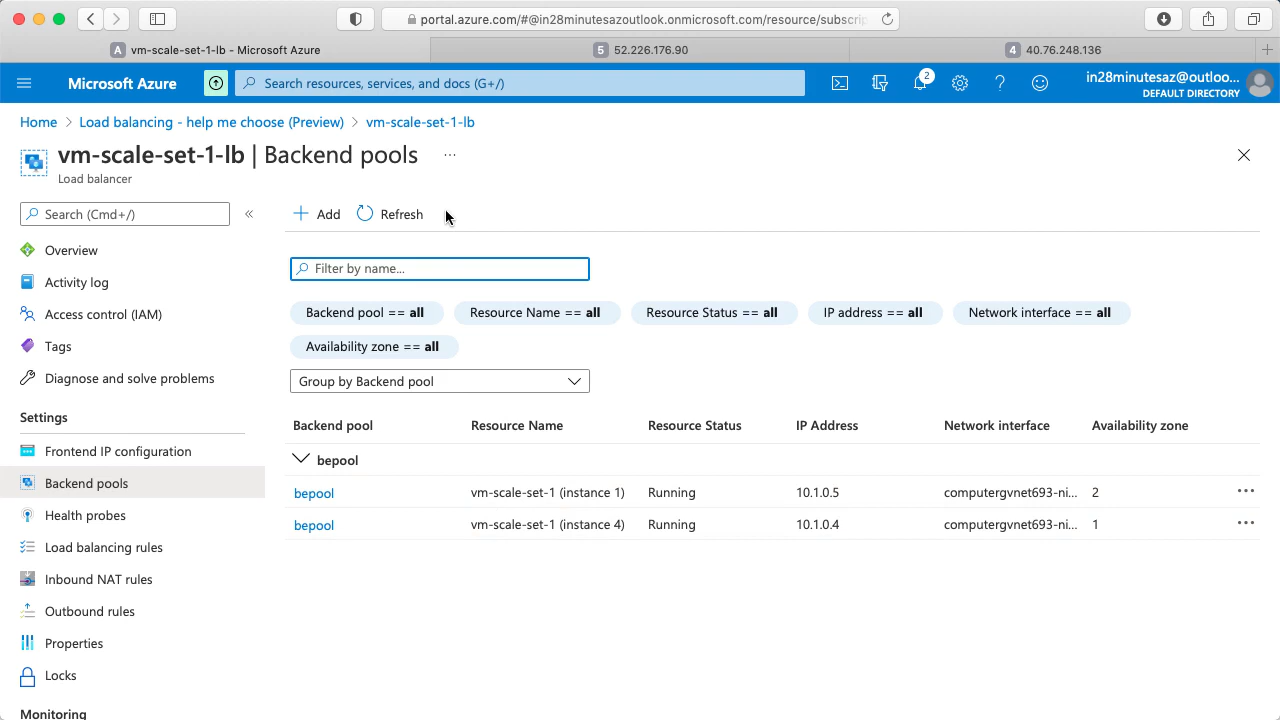 portal.azure.com/#@in28minutesazoutlook.onmicrosoft.com/resource/subscrip
A vm-scale-set-1-lb - Microsoft Azure
5 52.226.176.90
4 40.76.248.136
Microsoft Azure
Search resources, services, and docs (G+/)
2
in28minutesaz@outloo...
DEFAULT DIRECTORY
Home > Load balancing - help me choose (Preview) > vm-scale-set-1-lb
vm-scale-set-1-lb | Backend pools ...
Load balancer
Search (Cmd+/) «
Overview
Activity log
Access control (IAM)
Tags
Diagnose and solve problems
Settings
Frontend IP configuration
Backend pools
Health probes
Load balancing rules
Inbound NAT rules
Outbound rules
Properties
Locks
Monitoring
Add Refresh
Filter by name...
Backend pool == all Resource Name == all Resource Status == all IP address == all Network interface == all
Availability zone == all
Group by Backend pool
Backend pool Resource Name Resource Status IP Address Network interface Availability zone
bepool
bepool vm-scale-set-1 (instance 1) Running 10.1.0.5 computergvnet693-ni... 2 ...
bepool vm-scale-set-1 (instance 4) Running 10.1.0.4 computergvnet693-ni... 1 ...